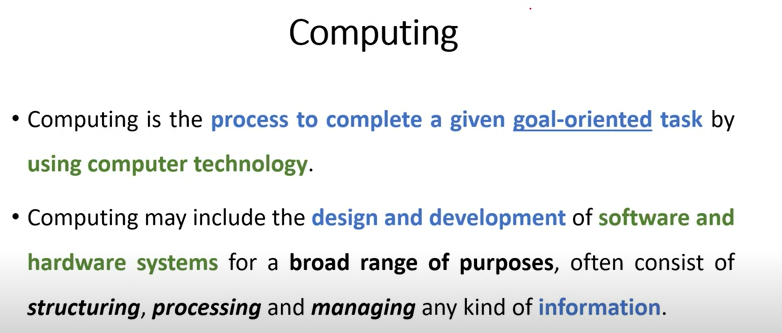 Computing
• Computing is the process to complete a given goal-oriented task by
using computer technology.
• Computing may include the design and development of software and
hardware systems for a broad range of purposes, often consist of
structuring, processing and managing any kind of information.